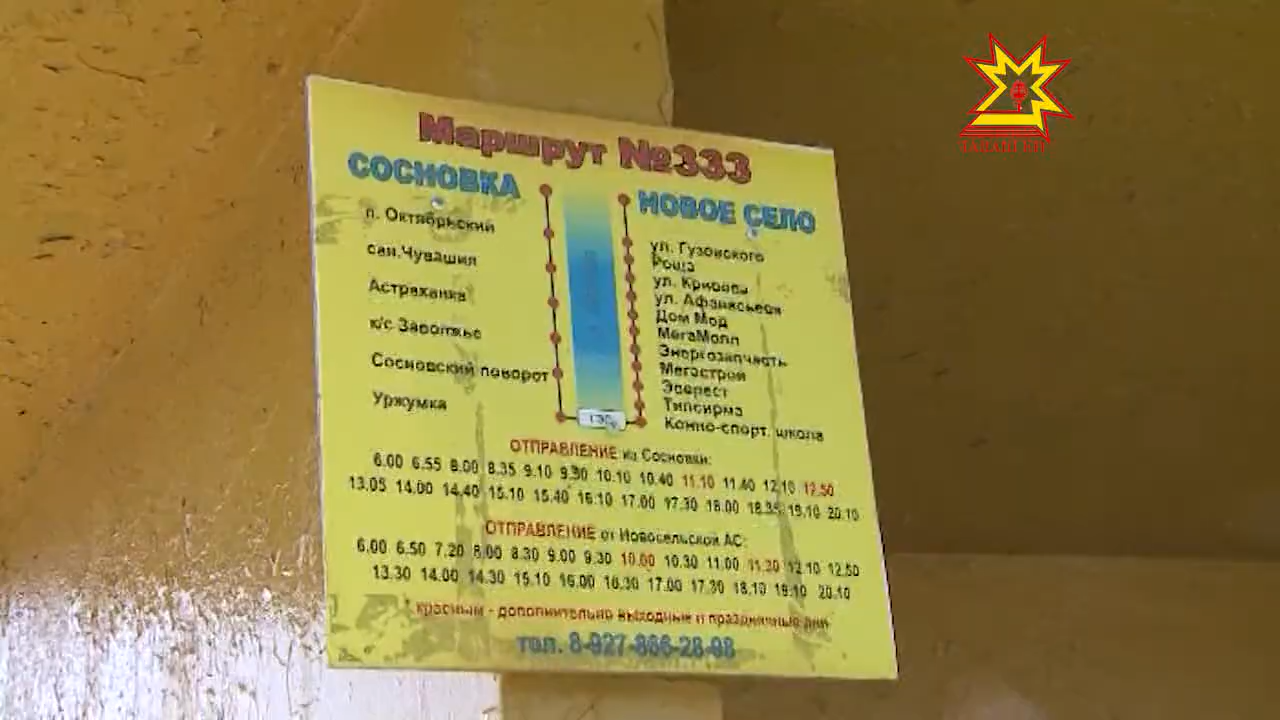 Маршрут №333
СОСНОВКА
п. Октябрьский
сан.Чувашия
Астраханка
к/с Заволжье
Сосновский поворот
Уржумка
НОВОЕ СЕЛО
ул. Гузовского
Роща
ул. Кривова
ул. Афанасьева
Дом Мод
МегаМолл
Энергозапчасть
Мегастрой
Эверест
Типсирма
Конно-спорт. школа
ГЭС
ОТПРАВЛЕНИЕ из Сосновки:
6.00 6.55 8.00 8.35 9.10 9.30 10.10 10.40 11.10 11.40 12.10 12.50
13.05 14.00 14.40 15.10 15.40 16.10 17.00 17.30 18.00 18.35 19.10 20.10
ОТПРАВЛЕНИЕ от Новосельской АС:
6.00 6.50 7.20 8.00 8.30 9.00 9.30 10.00 10.30 11.00 11.30 12.10 12.50
13.30 14.00 14.30 15.10 16.00 16.30 17.00 17.30 18.10 19.10 20.10
* красным - дополнительно выходные и праздничные дни
тел. 8-927-866-28-98